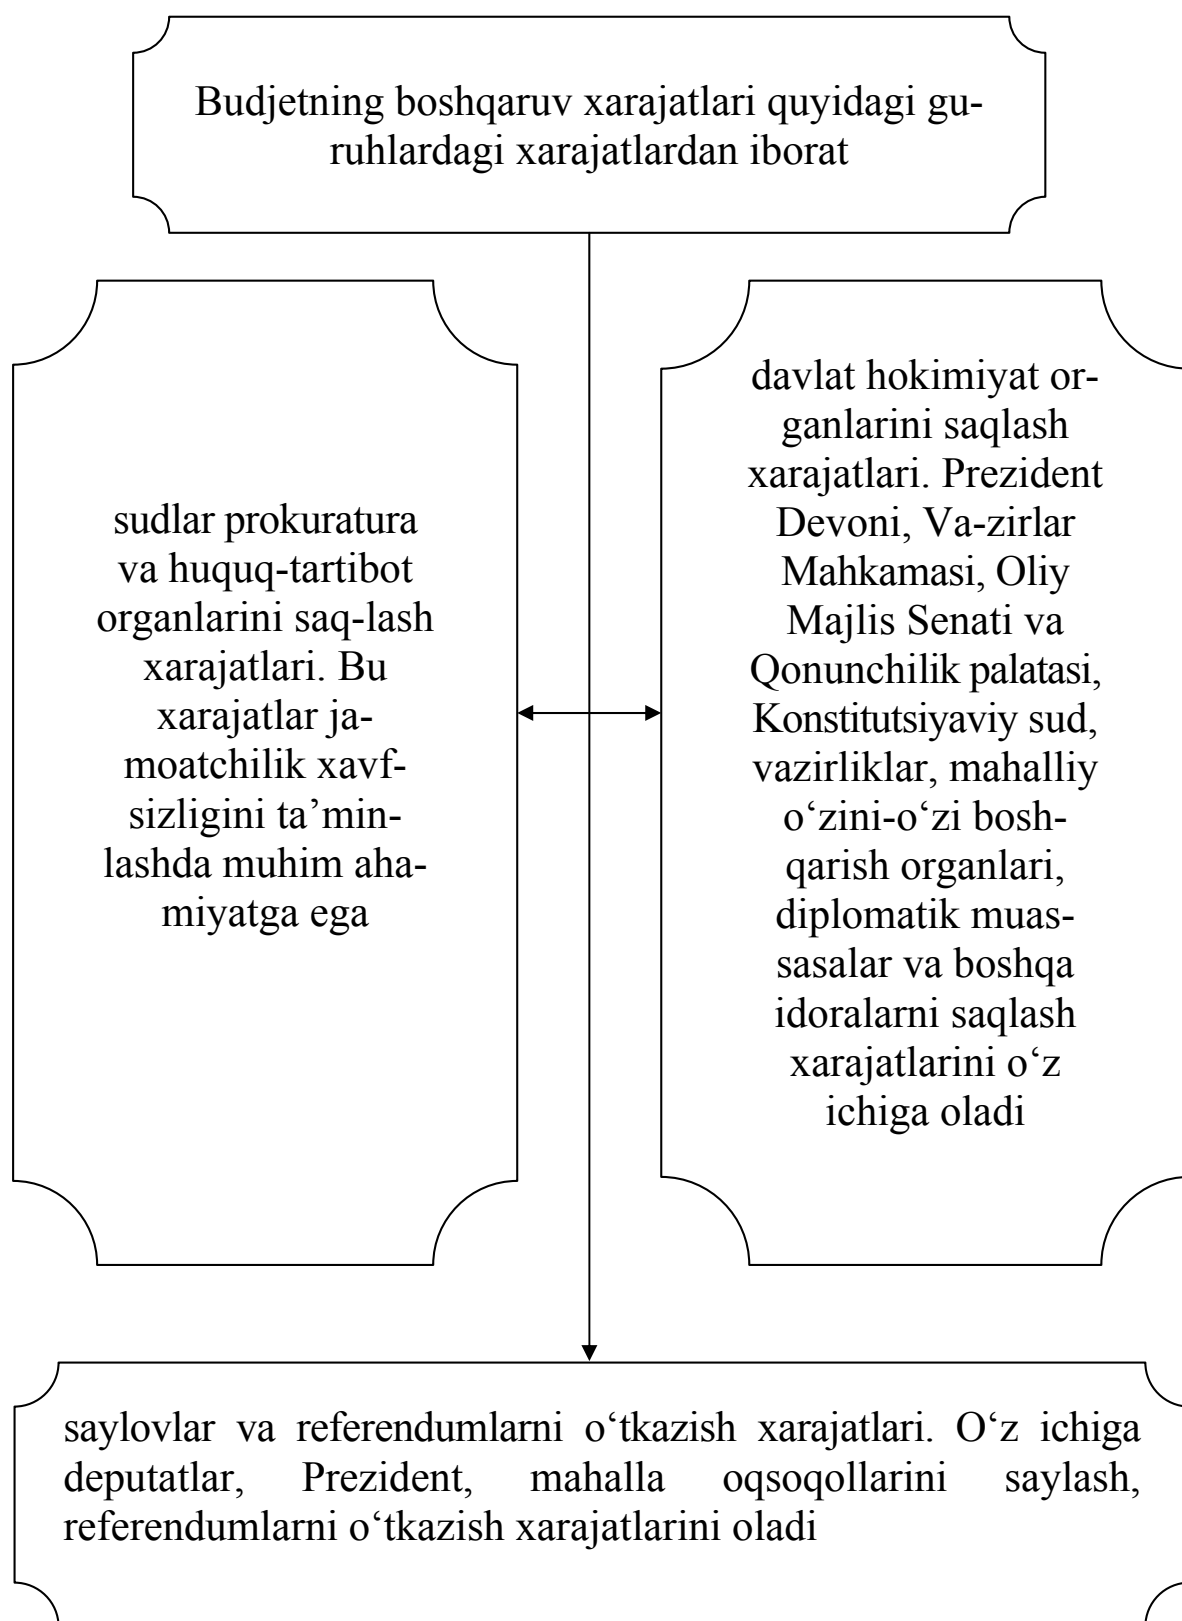 Budjetning boshqaruv xarajatlari quyidagi gu-
ruhlardagi xarajatlardan iborat
sudlar prokuratura
va huquq-tartibot
organlarini saq-lash
xarajatlari. Bu
xarajatlar ja-
moatchilik xavf-
sizligini ta’min-
lashda muhim aha-
miyatga ega
davlat hokimiyat or-
ganlarini saqlash
xarajatlari. Prezident
Devoni, Va-zirlar
Mahkamasi, Oliy
Majlis Senati va
Qonunchilik palatasi,
Konstitutsiyaviy sud,
vazirliklar, mahalliy
o‘zini-o‘zi bosh-
qarish organlari,
diplomatik muas-
sasalar va boshqa
idoralarni saqlash
xarajatlarini o‘z
ichiga oladi
saylovlar va referendumlarni o‘tkazish xarajatlari. O‘z ichiga
deputatlar, Prezident, mahalla oqsoqollarini saylash,
referendumlarni o‘tkazish xarajatlarini oladi